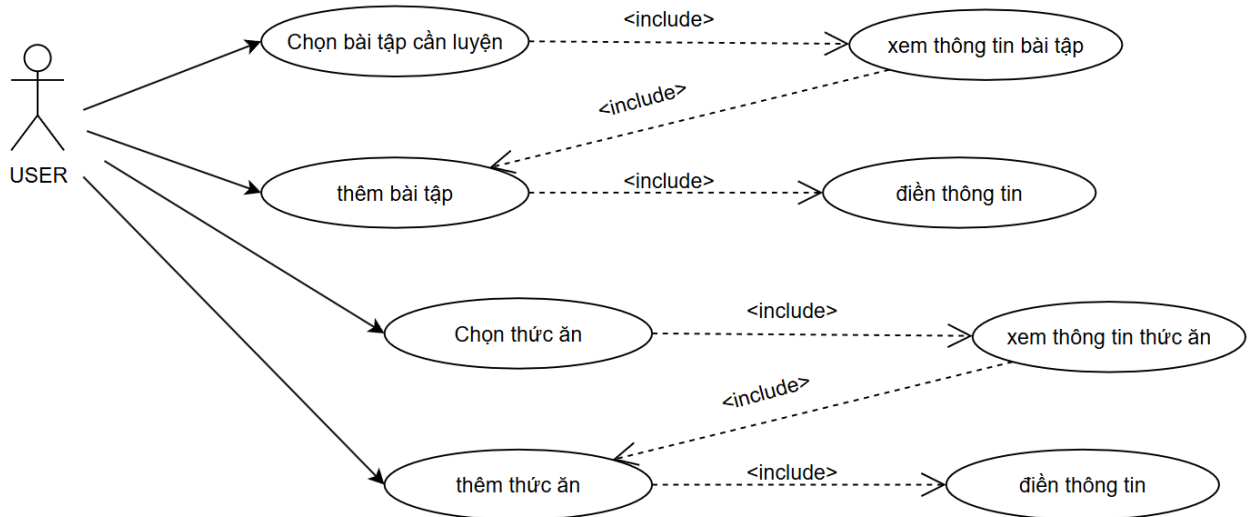 Chọn bài tập cần luyện
<include>
xem thông tin bài tập
<include>
USER
thêm bài tập
<include>
điền thông tin
Chọn thức ăn
<include>
xem thông tin thức ăn
<include>
thêm thức ăn
<include>
điền thông tin